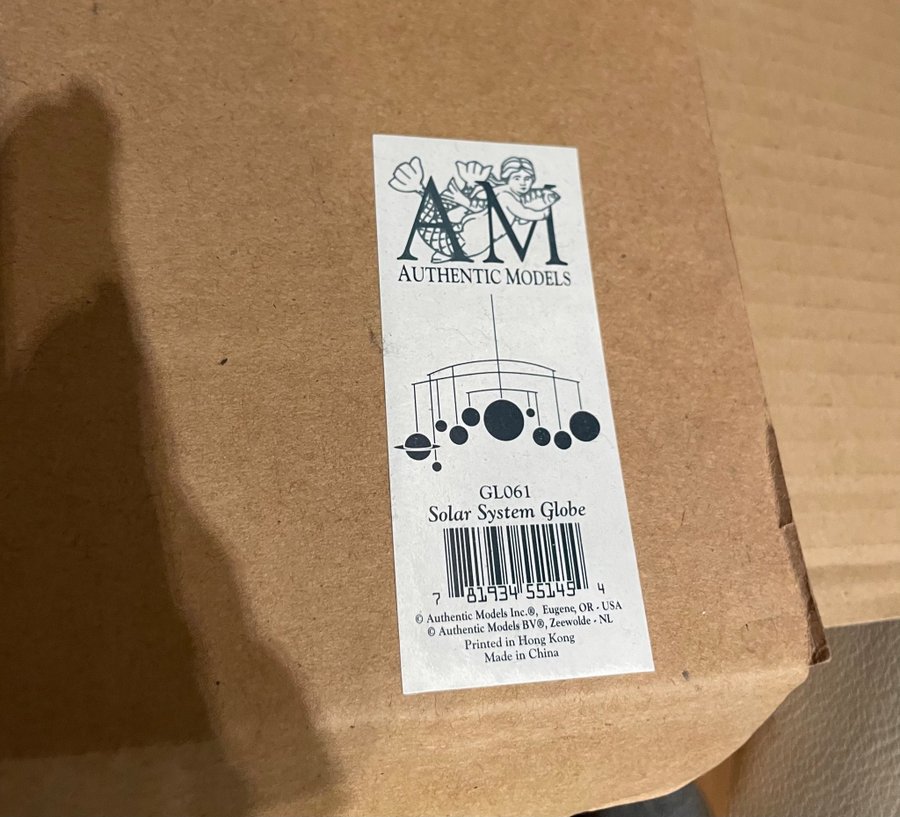 AM
AUTHENTIC MODELS
GL061
Solar System Globe
7 81934 55145 4
© Authentic Models Inc.®, Eugene, OR - USA
© Authentic Models BV®, Zeewolde - NL
Printed in Hong Kong
Made in China